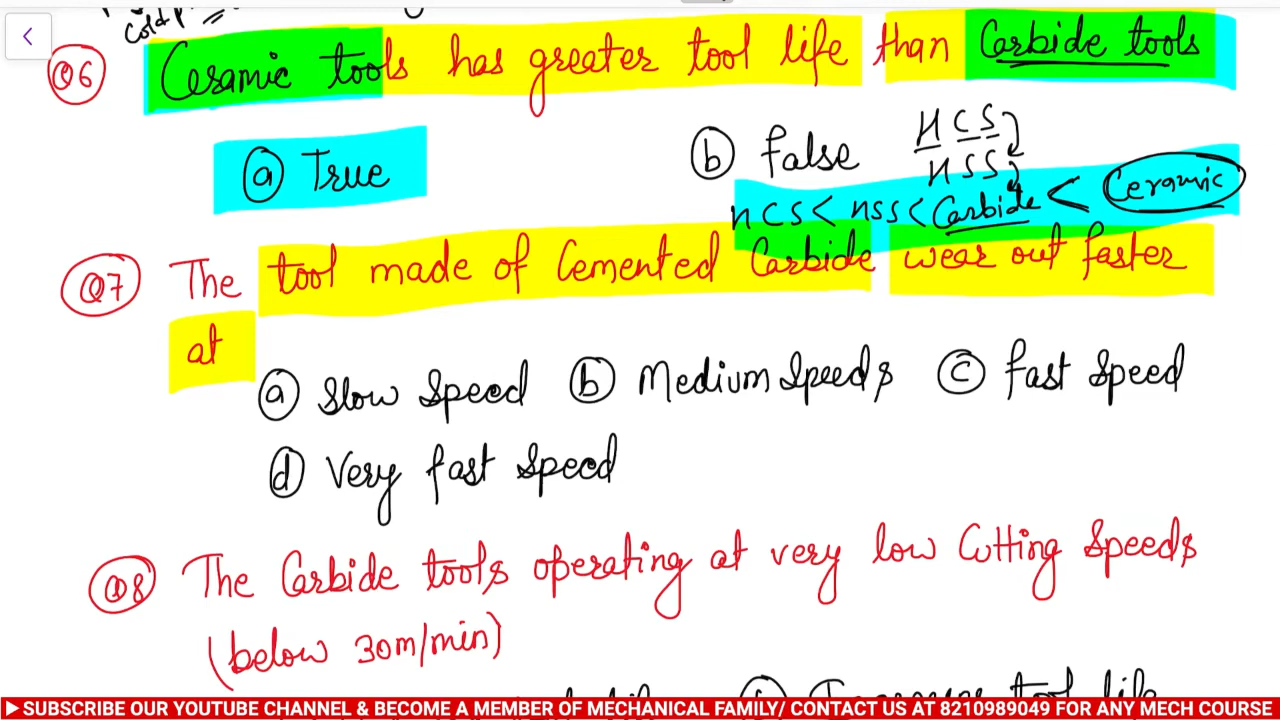 Cold p
Q6 Ceramic tools has greater tool life than Carbide tools
(a) True (b) False
HCS
HSS
HCS < HSS < Carbide < Ceramic
Q7 The tool made of Cemented Carbide wear out faster
at
(a) Slow Speed (b) Medium Speeds (c) Fast Speed
(d) Very fast speed
Q8 The Carbide tools operating at very low Cutting Speeds
(below 30m/min)
tool life
▶SUBSCRIBE OUR YOUTUBE CHANNEL & BECOME A MEMBER OF MECHANICAL FAMILY/ CONTACT US AT 8210989049 FOR ANY MECH COURSE